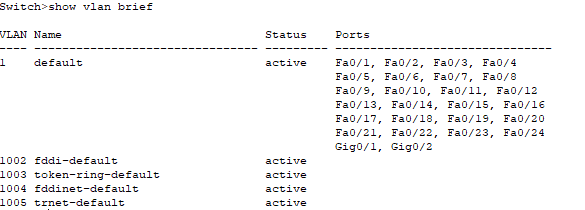 Switch>show vlan brief
VLAN Name                             Status    Ports
---- -------------------------------- --------- -------------------------------
1    default                          active    Fa0/1, Fa0/2, Fa0/3, Fa0/4
                                                Fa0/5, Fa0/6, Fa0/7, Fa0/8
                                                Fa0/9, Fa0/10, Fa0/11, Fa0/12
                                                Fa0/13, Fa0/14, Fa0/15, Fa0/16
                                                Fa0/17, Fa0/18, Fa0/19, Fa0/20
                                                Fa0/21, Fa0/22, Fa0/23, Fa0/24
                                                Gig0/1, Gig0/2
1002 fddi-default                     active
1003 token-ring-default               active
1004 fddinet-default                  active
1005 trnet-default                    active